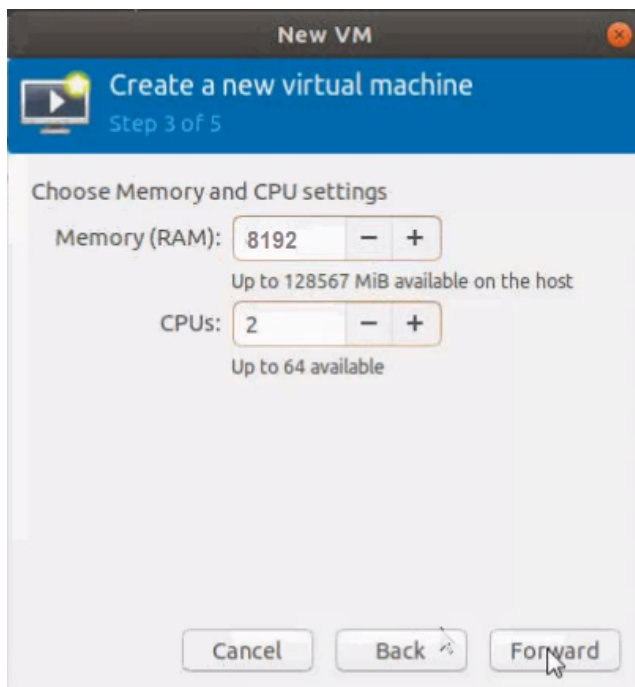 New VM
Create a new virtual machine
Step 3 of 5
Choose Memory and CPU settings
Memory (RAM): 8192 − +
Up to 128567 MiB available on the host
CPUs: 2 − +
Up to 64 available
Cancel Back Forward